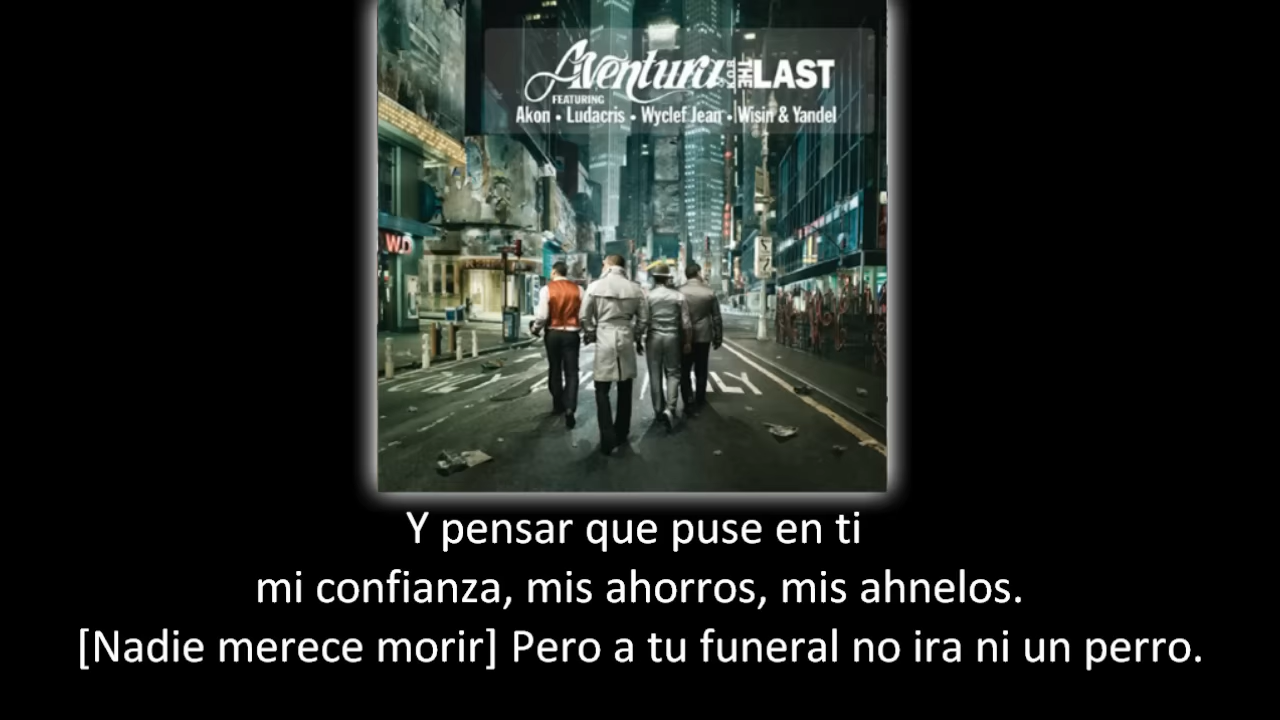 Aventura
K.O.B. THE LAST
FEATURING
Akon • Ludacris • Wyclef Jean • Wisin & Yandel
Y pensar que puse en ti
mi confianza, mis ahorros, mis ahnelos.
[Nadie merece morir] Pero a tu funeral no ira ni un perro.